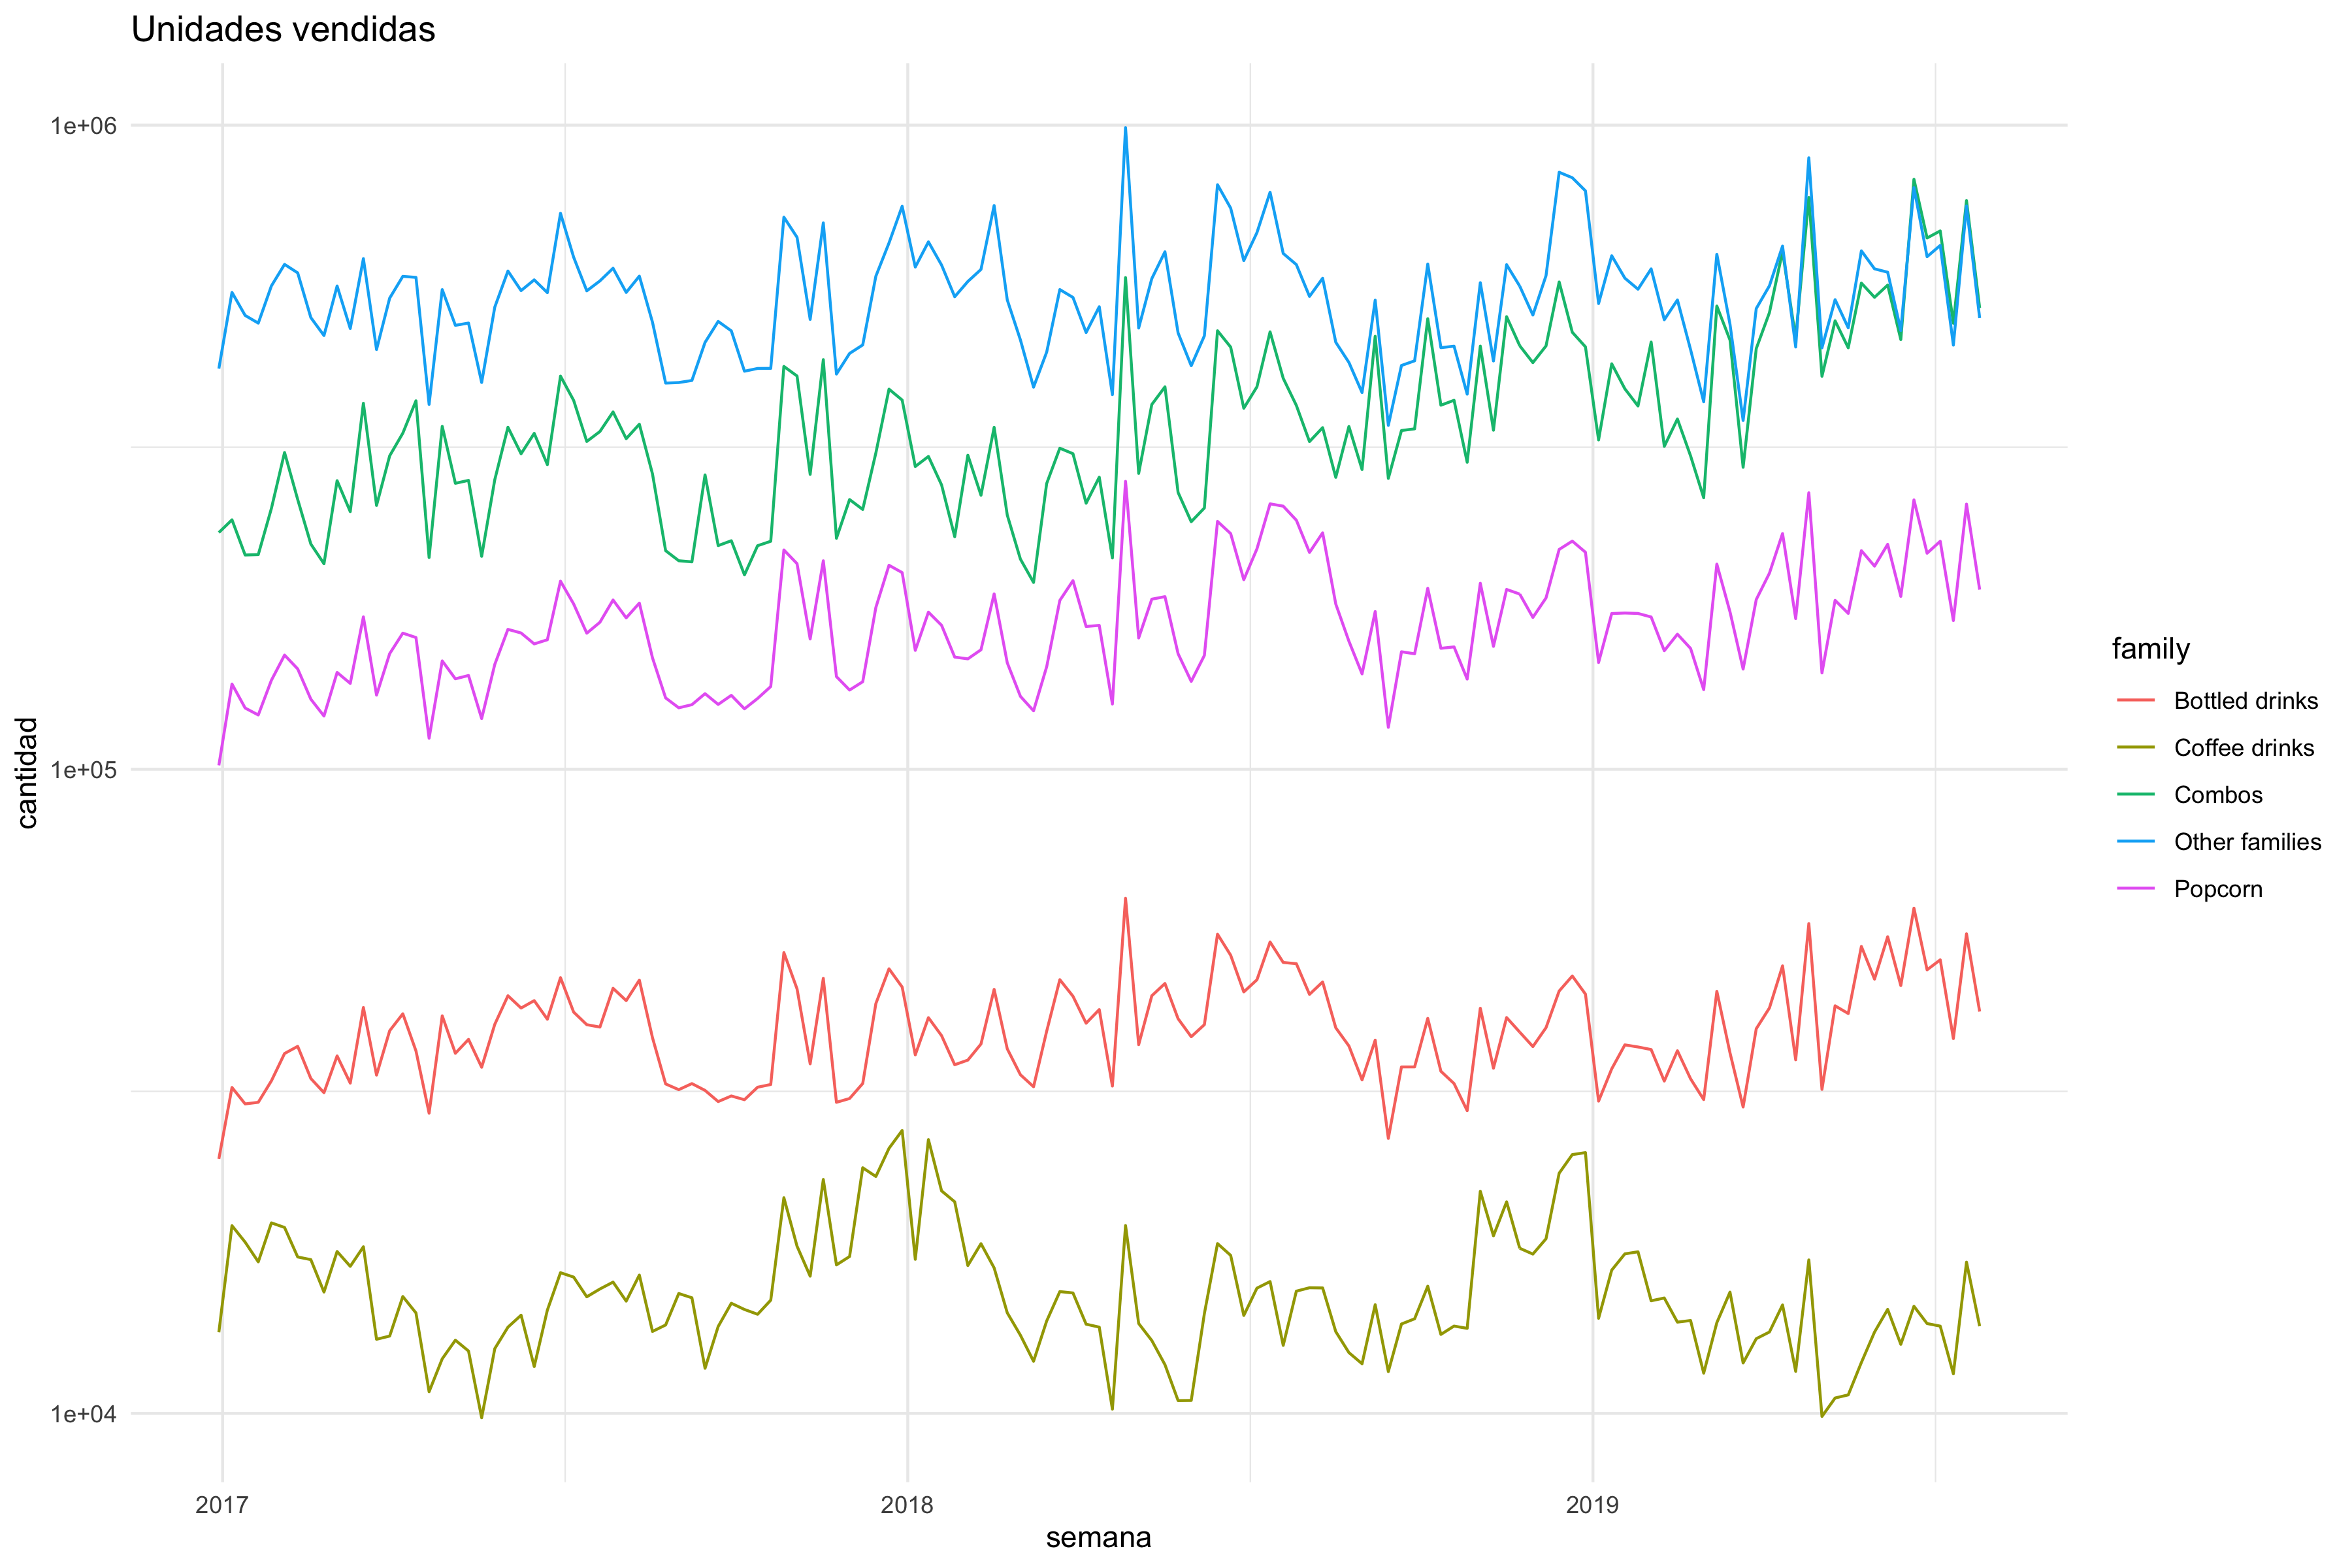 Unidades vendidas
1e+06
1e+05
1e+04
cantidad
2017
2018
2019
semana
family
Bottled drinks
Coffee drinks
Combos
Other families
Popcorn